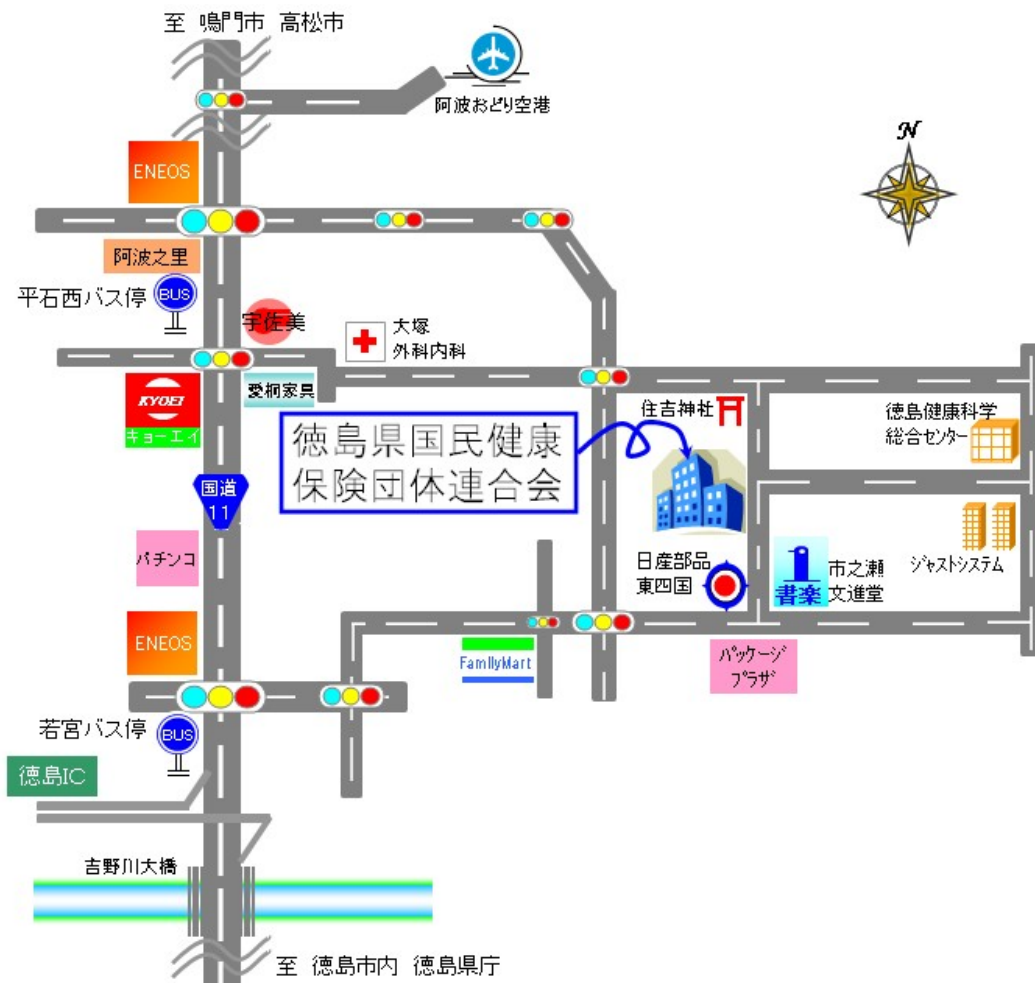 至 鳴門市 高松市
阿波おどり空港
N
ENEOS
阿波之里
平石西バス停
BUS
宇佐美
大塚
外科内科
KYOEI
キョーエイ
愛桐家具
住吉神社
徳島健康科学
総合センター
徳島県国民健康
保険団体連合会
国道
11
パチンコ
日産部品
東四国
書楽
市之瀬
文進堂
ジャストシステム
ENEOS
FamilyMart
パッケージ
プラザ
若宮バス停
BUS
徳島IC
吉野川大橋
至 徳島市内 徳島県庁